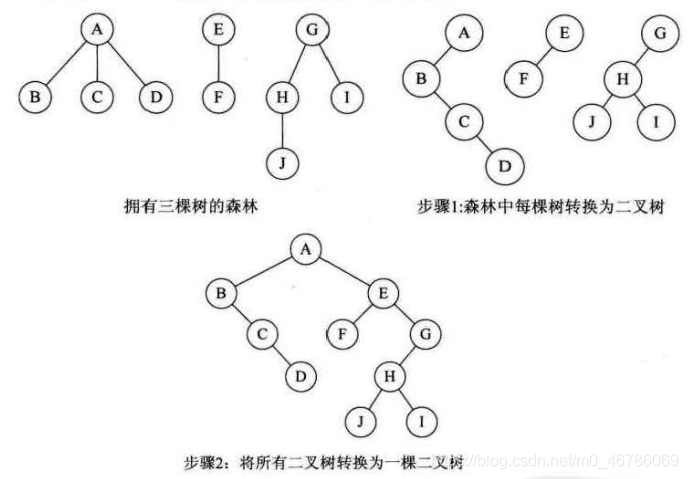 A E G A E G
B C D F H I B F H
C J I
J D
拥有三棵树的森林 步骤1:森林中每棵树转换为二叉树
A
B E
C F G
D H
J I
步骤2：将所有二叉树转换为一棵二叉树
https://blog.csdn.net/m0_46786069